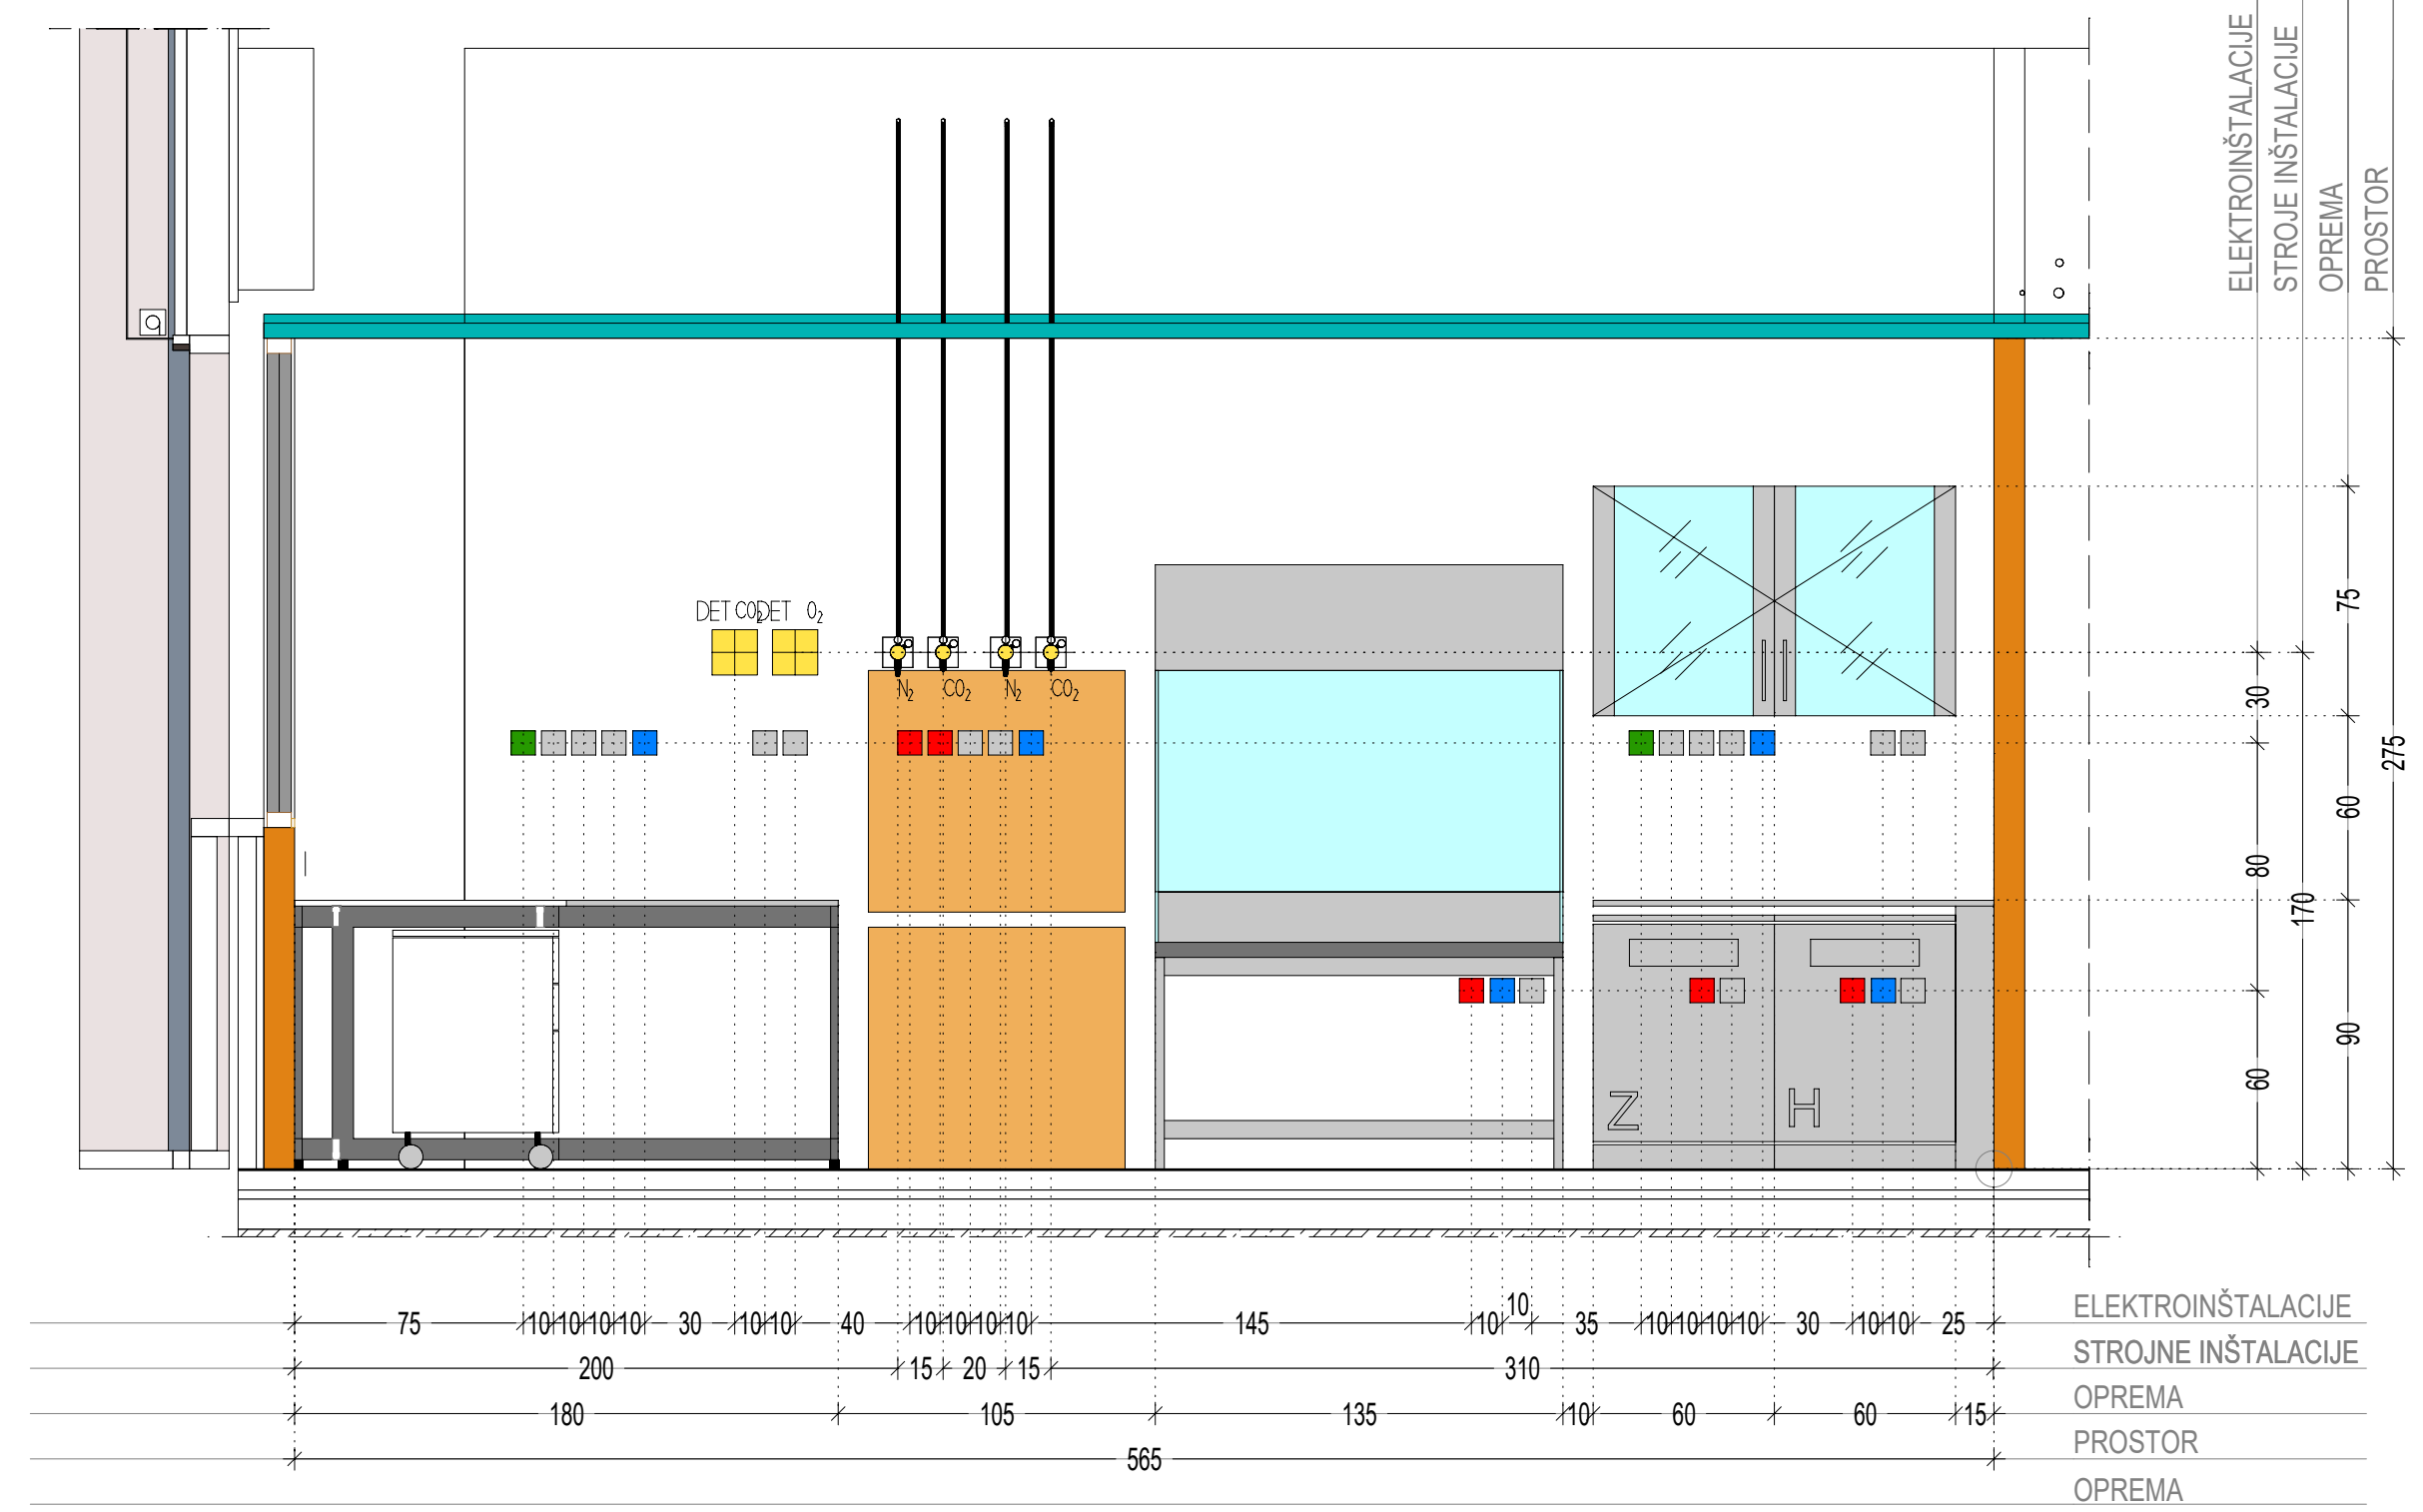 ELEKTROINŠTALACIJE
STROJE INŠTALACIJE
OPREMA
PROSTOR
DET CO₂ DET O₂
N₂ CO₂ N₂ CO₂
75
30
275
60
80
170
90
60
Z H
75 10 10 10 10 30 10 10 40 10 10 10 10 145 10 10 35 10 10 10 10 30 10 10 25
ELEKTROINŠTALACIJE
200 15 20 15 310
STROJNE INŠTALACIJE
180 105 135 10 60 60 15
OPREMA
565
PROSTOR
OPREMA